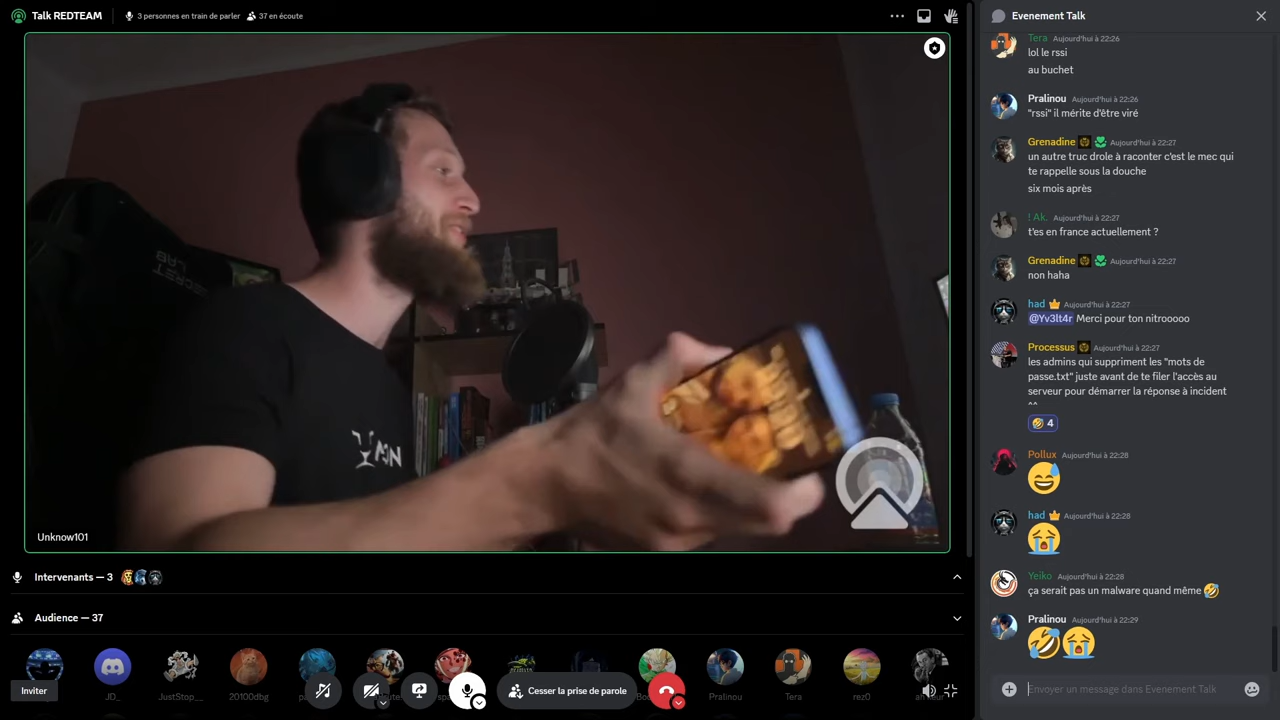 Talk REDTEAM
3 personnes en train de parler
37 en écoute
SECRET LAB
Unknow101
Intervenants — 3
Audience — 37
JD_
JustStop__
20100dbg
Pralinou
Tera
rez0
Inviter
Cesser la prise de parole
Evenement Talk
Tera Aujourd'hui à 22:26
lol le rssi
au buchet
Pralinou Aujourd'hui à 22:26
"rssi" il mérite d'être viré
Grenadine Aujourd'hui à 22:27
un autre truc drole à raconter c'est le mec qui
te rappelle sous la douche
six mois après
! Ak. Aujourd'hui à 22:27
t'es en france actuellement ?
Grenadine Aujourd'hui à 22:27
non haha
had Aujourd'hui à 22:27
@Yv3lt4r Merci pour ton nitrooooo
Processus Aujourd'hui à 22:27
les admins qui suppriment les "mots de
passe.txt" juste avant de te filer l'accès au
serveur pour démarrer la réponse à incident
^^
4
Pollux Aujourd'hui à 22:28
had Aujourd'hui à 22:28
Yeiko Aujourd'hui à 22:28
ça serait pas un malware quand même
Pralinou Aujourd'hui à 22:29
Envoyer un message dans Evenement Talk